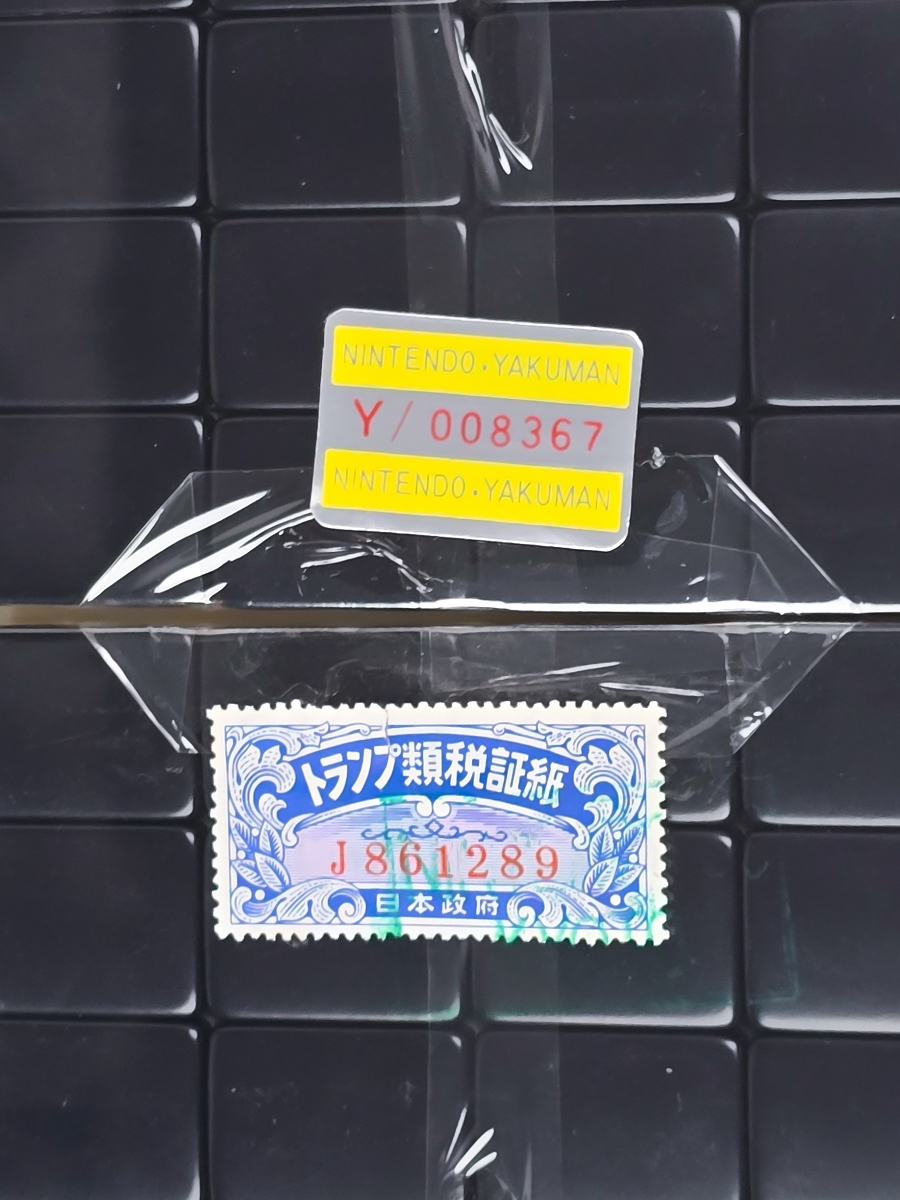 NINTENDO・YAKUMAN
Y/008367
NINTENDO・YAKUMAN
トランプ類税証紙
J861289
日本政府